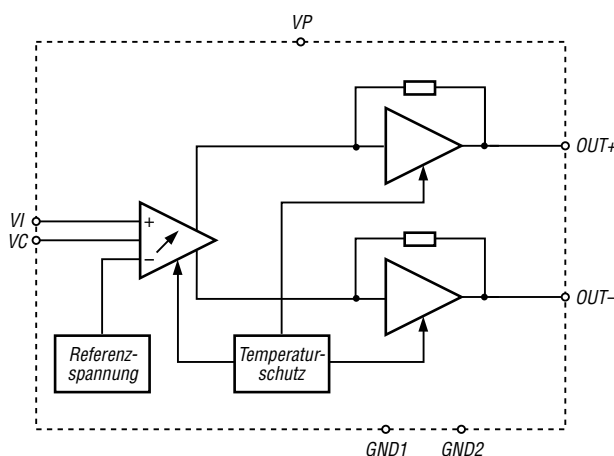 VP
OUT+
VI
+
VC
−
OUT−
Referenz-
spannung
Temperatur-
schutz
GND1
GND2